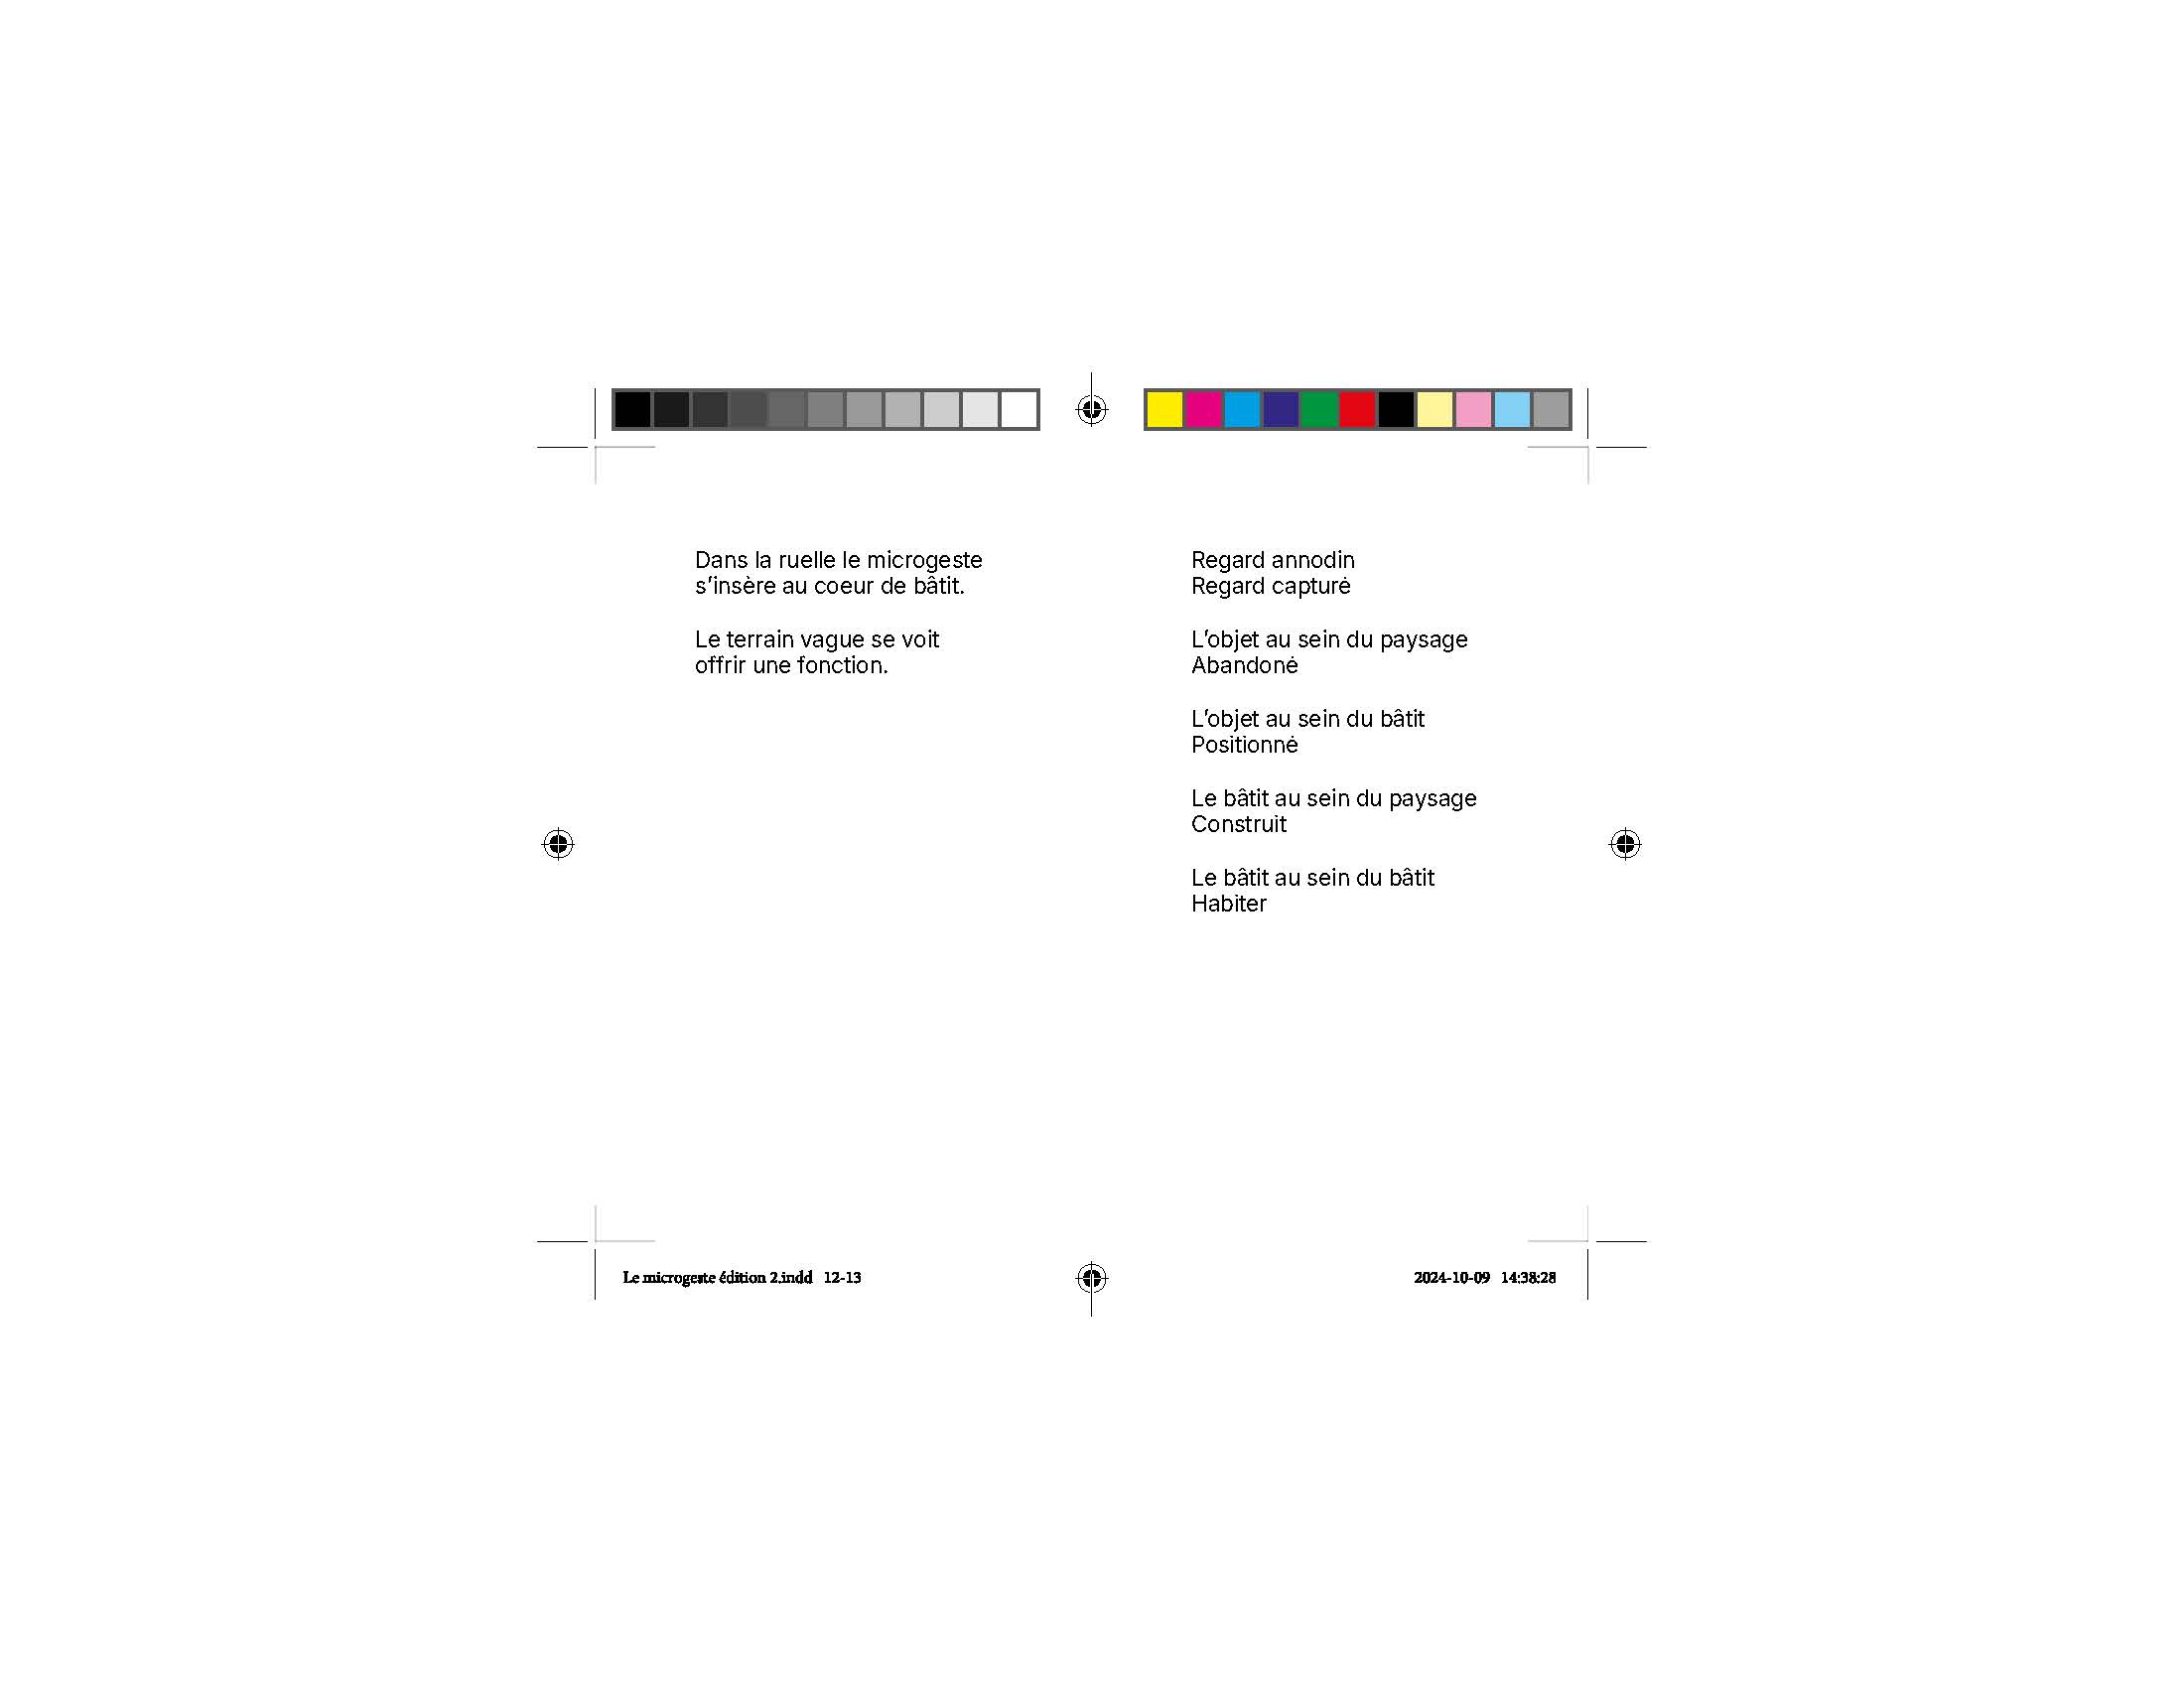 Dans la ruelle le microgeste
s'insère au coeur de bâtit.
Le terrain vague se voit
offrir une fonction.
Regard annodin
Regard capturé
L'objet au sein du paysage
Abandoné
L'objet au sein du bâtit
Positionné
Le bâtit au sein du paysage
Construit
Le bâtit au sein du bâtit
Habiter
Le microgeste édition 2.indd 12-13
2024-10-09 14:38:28